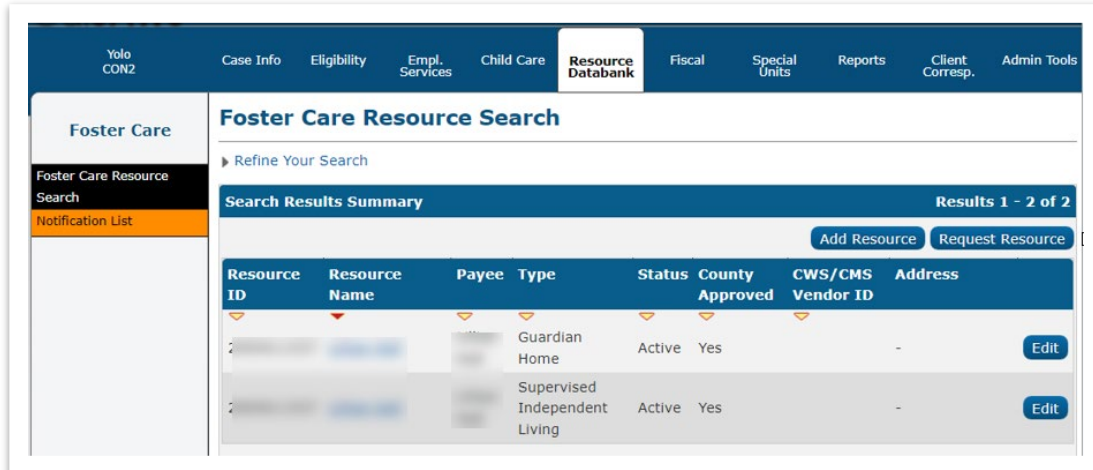 Yolo
CON2
Case Info
Eligibility
Empl.
Services
Child Care
Resource
Databank
Fiscal
Special
Units
Reports
Client
Corresp.
Admin Tools
Foster Care
Foster Care Resource
Search
Notification List
Foster Care Resource Search
Refine Your Search
Search Results Summary Results 1 - 2 of 2
Add Resource Request Resource
Resource
ID
Resource
Name
Payee
Type
Status
County
Approved
CWS/CMS
Vendor ID
Address
2
Guardian
Home
Active
Yes
-
Edit
2
Supervised
Independent
Living
Active
Yes
-
Edit